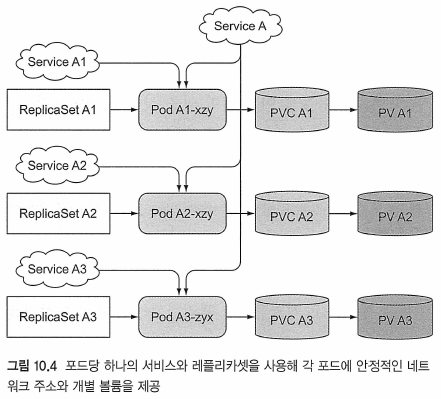 Service A
Service A1
ReplicaSet A1
Pod A1-xzy
PVC A1
PV A1
Service A2
ReplicaSet A2
Pod A2-xzy
PVC A2
PV A2
Service A3
ReplicaSet A3
Pod A3-zyx
PVC A3
PV A3
그림 10.4 포드당 하나의 서비스와 레플리카셋을 사용해 각 포드에 안정적인 네트
워크 주소와 개별 볼륨을 제공